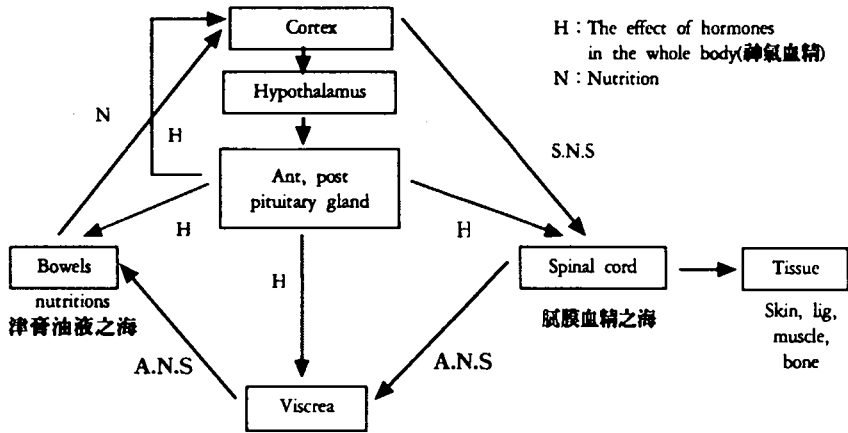 Cortex
H : The effect of hormones
in the whole body(神氣血精)
N : Nutrition
Hypothalamus
N
H
S.N.S
Ant, post
pituitary gland
H
H
H
Bowels
Spinal cord
Tissue
nutritions
津膏油液之海
膩膜血精之海
Skin, lig,
muscle,
bone
A.N.S
A.N.S
Viscrea